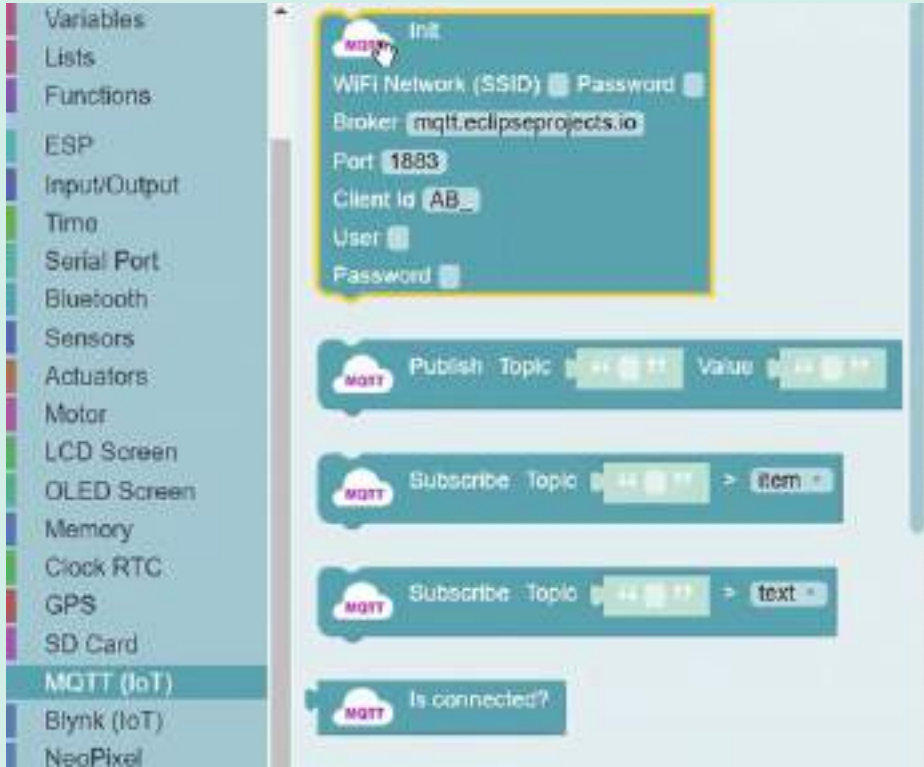 Variables
Lists
Functions
ESP
Input/Output
Time
Serial Port
Bluetooth
Sensors
Actuators
Motor
LCD Screen
OLED Screen
Memory
Clock RTC
GPS
SD Card
MQTT (IoT)
Blynk (IoT)
NeoPixel
MQTT Init
WiFi Network (SSID) Password
Broker mqtt.eclipseprojects.io
Port 1883
Client Id AB_
User
Password
MQTT Publish Topic “ ” Value “ ”
MQTT Subscribe Topic “ ” > item
MQTT Subscribe Topic “ ” > text
MQTT Is connected?